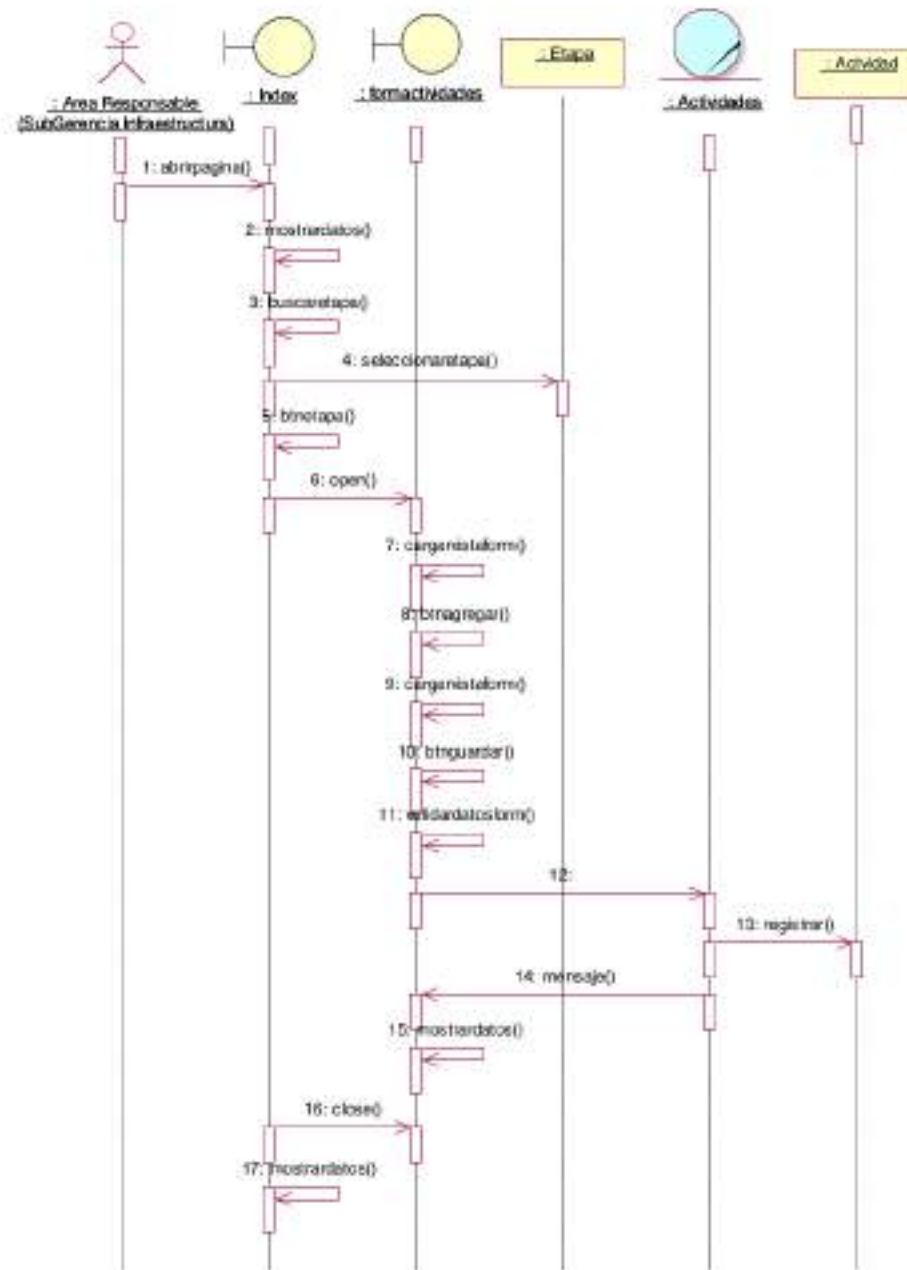 : Area Responsable
(SubGerencia Infraestructura)
: Index
: formactividades
: Etapa
: Actividades
: Actividad
1: abrirpagina()
2: mostrardatos()
3: buscaretapa()
4: seleccionaretapa()
5: btnetapa()
6: open()
7:
8: btnagregar()
9:
10: btnguardar()
11: validardatosform()
12:
13: registrar()
14: mensaje()
15: mostrardatos()
16: close()
17: mostrardatos()